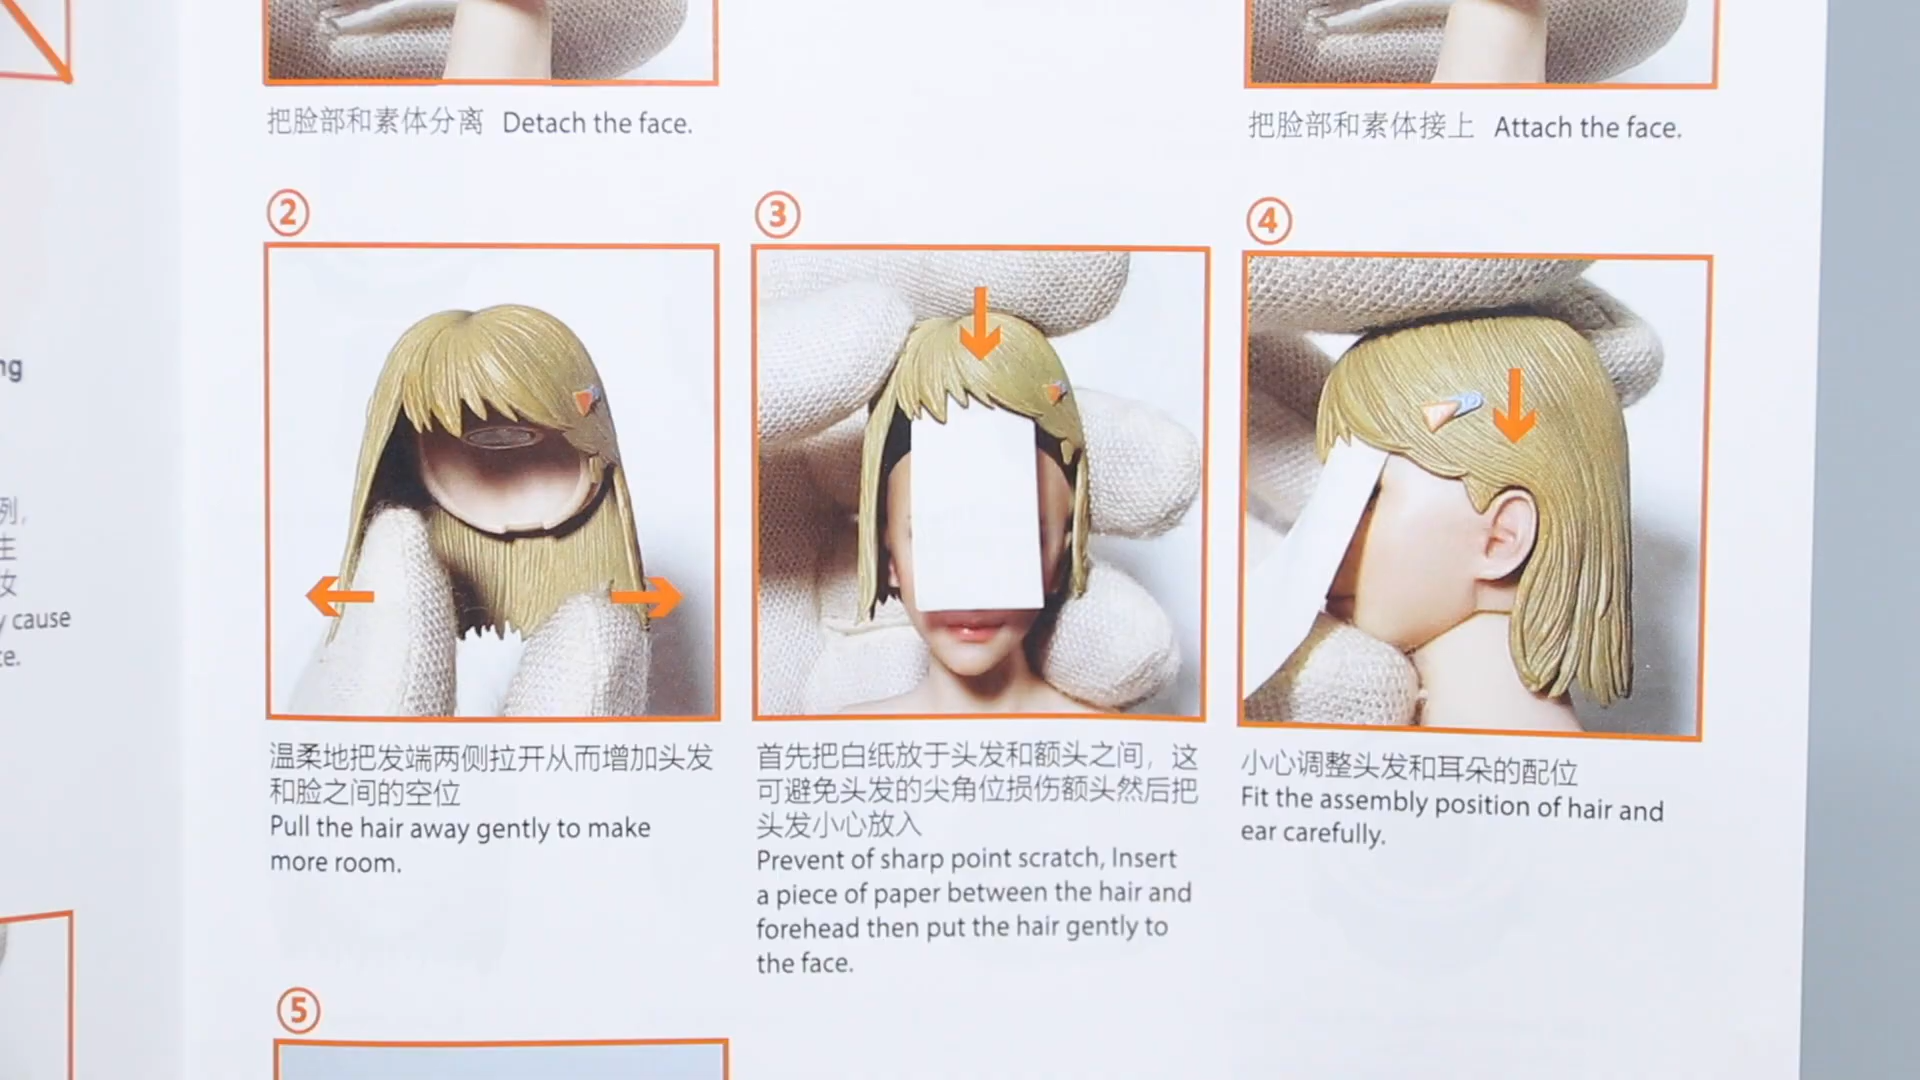 把脸部和素体分离 Detach the face.
把脸部和素体接上 Attach the face.
ng
列,
生
女
y cause
ce.
②
温柔地把发端两侧拉开从而增加头发
和脸之间的空位
Pull the hair away gently to make
more room.
③
首先把白纸放于头发和额头之间，这
可避免头发的尖角位损伤额头然后把
头发小心放入
Prevent of sharp point scratch, Insert
a piece of paper between the hair and
forehead then put the hair gently to
the face.
④
小心调整头发和耳朵的配位
Fit the assembly position of hair and
ear carefully.
⑤